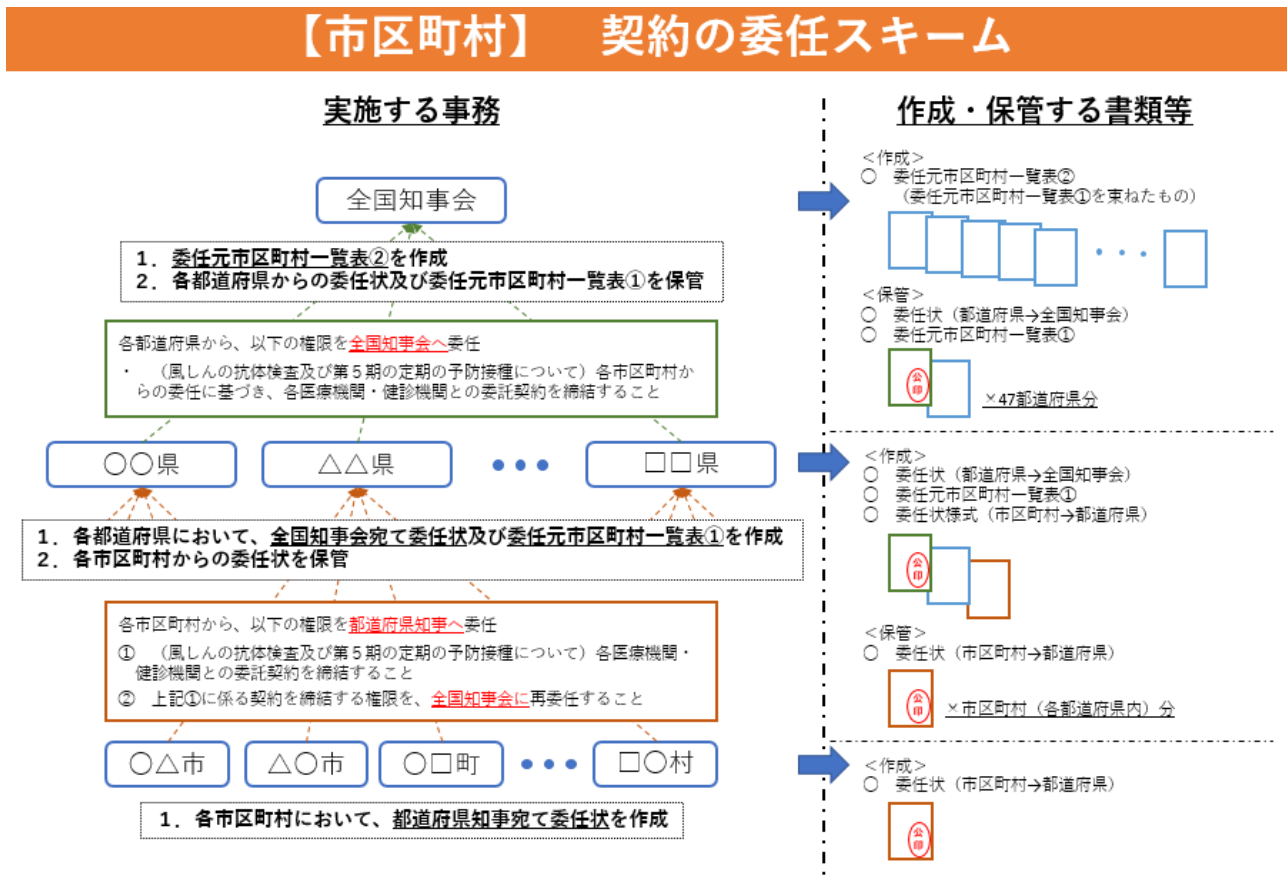 【市区町村】　契約の委任スキーム
実施する事務
全国知事会
1．委任元市区町村一覧表②を作成
2．各都道府県からの委任状及び委任元市区町村一覧表①を保管
各都道府県から、以下の権限を全国知事会へ委任
・　（風しんの抗体検査及び第５期の定期の予防接種について）各市区町村か
らの委任に基づき、各医療機関・健診機関との委託契約を締結すること
〇〇県
△△県
●●●
□□県
1．各都道府県において、全国知事会宛て委任状及び委任元市区町村一覧表①を作成
2．各市区町村からの委任状を保管
各市区町村から、以下の権限を都道府県知事へ委任
①　（風しんの抗体検査及び第５期の定期の予防接種について）各医療機関・
健診機関との委託契約を締結すること
②　上記①に係る契約を締結する権限を、全国知事会に再委任すること
〇△市
△〇市
〇□町
●●●
□〇村
1．各市区町村において、都道府県知事宛て委任状を作成
作成・保管する書類等
＜作成＞
〇　委任元市区町村一覧表②
（委任元市区町村一覧表①を束ねたもの）
・・・
＜保管＞
〇　委任状（都道府県→全国知事会）
〇　委任元市区町村一覧表①
公印
×47都道府県分
＜作成＞
〇　委任状（都道府県→全国知事会）
〇　委任元市区町村一覧表①
〇　委任状様式（市区町村→都道府県）
公印
＜保管＞
〇　委任状（市区町村→都道府県）
公印
×市区町村（各都道府県内）分
＜作成＞
〇　委任状（市区町村→都道府県）
公印